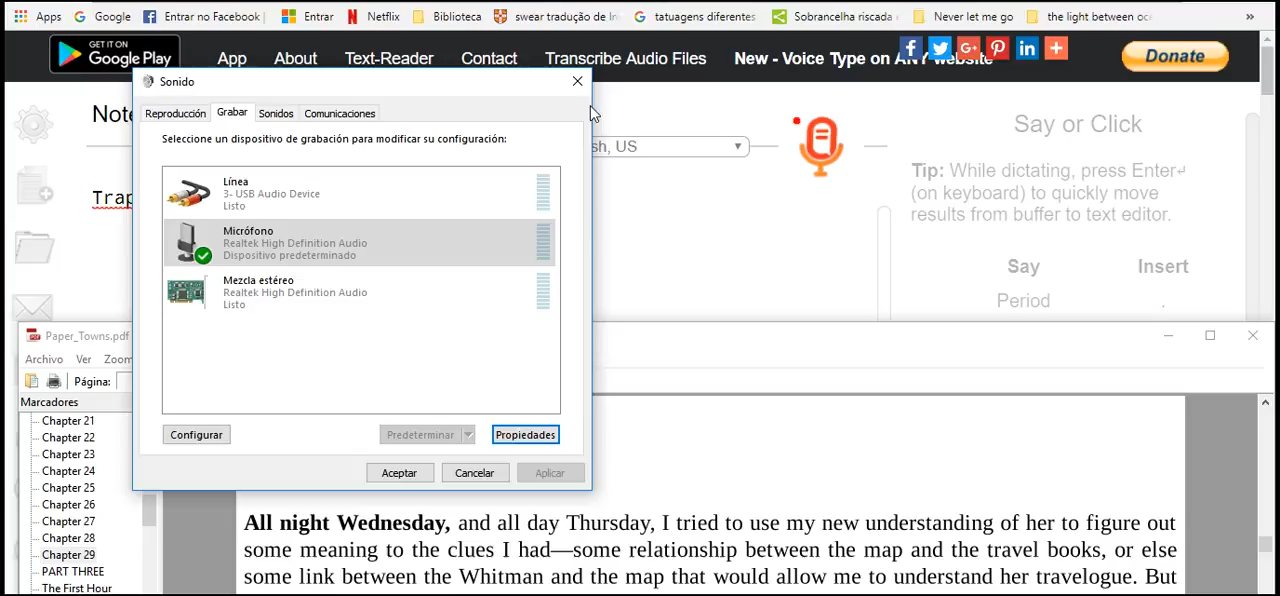 Apps Google Entrar no Facebook Entrar Netflix Biblioteca swear tradução de In tatuagens diferentes Sobrancelha riscada Never let me go the light between oce »
GET IT ON
Google Play
App About Text-Reader Contact Transcribe Audio Files New - Voice Type on ANY website
Donate
Sonido
Reproducción Grabar Sonidos Comunicaciones
Seleccione un dispositivo de grabación para modificar su configuración:
Línea
3- USB Audio Device
Listo
Micrófono
Realtek High Definition Audio
Dispositivo predeterminado
Mezcla estéreo
Realtek High Definition Audio
Listo
Configurar Predeterminar Propiedades
Aceptar Cancelar Aplicar
Note
sh, US
Trap
Say or Click
Tip: While dictating, press Enter↵
(on keyboard) to quickly move
results from buffer to text editor.
Say Insert
Period .
Paper_Towns.pdf
Archivo Ver Zoom
Página:
Marcadores
Chapter 21
Chapter 22
Chapter 23
Chapter 24
Chapter 25
Chapter 26
Chapter 27
Chapter 28
Chapter 29
PART THREE
The First Hour
All night Wednesday, and all day Thursday, I tried to use my new understanding of her to figure out
some meaning to the clues I had—some relationship between the map and the travel books, or else
some link between the Whitman and the map that would allow me to understand her travelogue. But